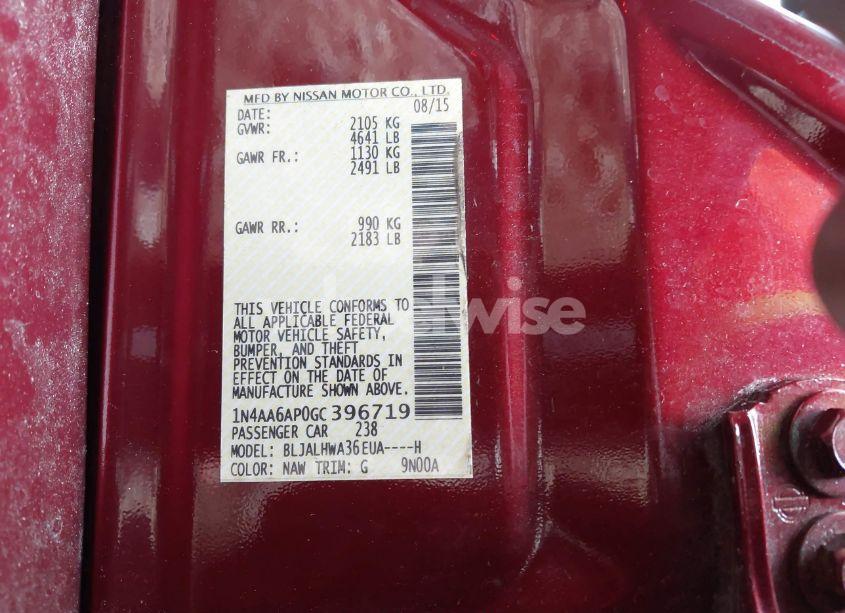 MFD BY NISSAN MOTOR CO., LTD.
DATE: 08/15
GVWR: 2105 KG
4641 LB
GAWR FR.: 1130 KG
2491 LB
GAWR RR.: 990 KG
2183 LB
THIS VEHICLE CONFORMS TO
ALL APPLICABLE FEDERAL
MOTOR VEHICLE SAFETY,
BUMPER, AND THEFT
PREVENTION STANDARDS IN
EFFECT ON THE DATE OF
MANUFACTURE SHOWN ABOVE.
1N4AA6AP0GC396719
PASSENGER CAR 238
MODEL: BLJALHWA36EUA----H
COLOR: NAW TRIM: G 9N00A